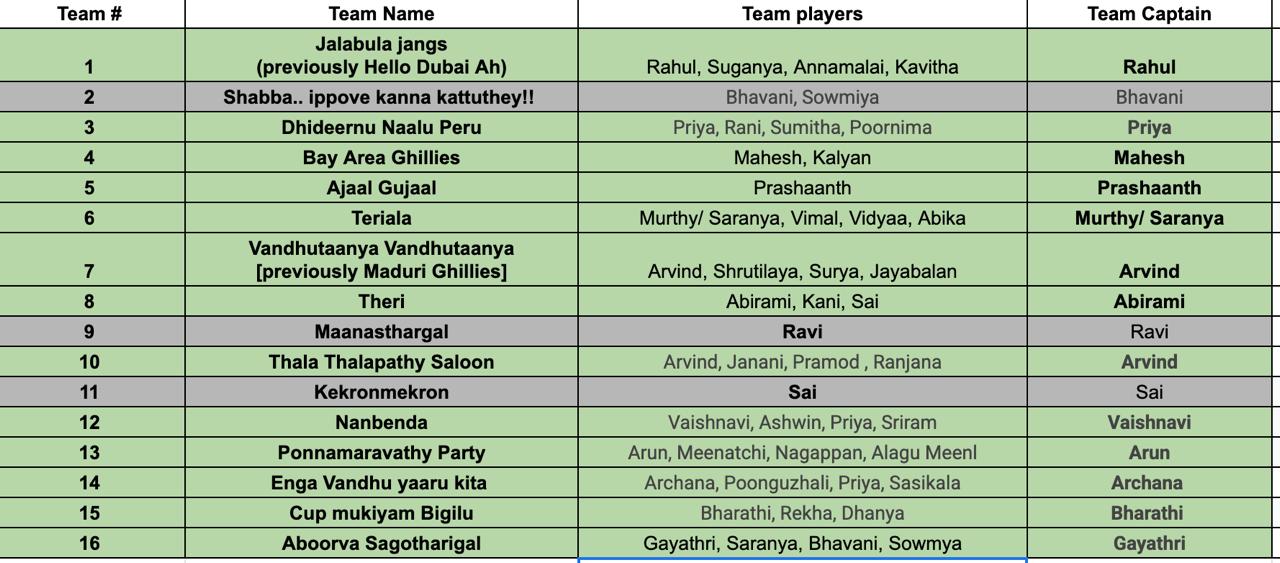 Team # Team Name Team players Team Captain
Jalabula jangs
1 (previously Hello Dubai Ah) Rahul, Suganya, Annamalai, Kavitha Rahul
2 Shabba.. ippove kanna kattuthey!! Bhavani, Sowmiya Bhavani
3 Dhideernu Naalu Peru Priya, Rani, Sumitha, Poornima Priya
4 Bay Area Ghillies Mahesh, Kalyan Mahesh
5 Ajaal Gujaal Prashaanth Prashaanth
6 Teriala Murthy/ Saranya, Vimal, Vidyaa, Abika Murthy/ Saranya
Vandhutaanya Vandhutaanya
7 [previously Maduri Ghillies] Arvind, Shrutilaya, Surya, Jayabalan Arvind
8 Theri Abirami, Kani, Sai Abirami
9 Maanasthargal Ravi Ravi
10 Thala Thalapathy Saloon Arvind, Janani, Pramod , Ranjana Arvind
11 Kekronmekron Sai Sai
12 Nanbenda Vaishnavi, Ashwin, Priya, Sriram Vaishnavi
13 Ponnamaravathy Party Arun, Meenatchi, Nagappan, Alagu Meenl Arun
14 Enga Vandhu yaaru kita Archana, Poonguzhali, Priya, Sasikala Archana
15 Cup mukiyam Bigilu Bharathi, Rekha, Dhanya Bharathi
16 Aboorva Sagotharigal Gayathri, Saranya, Bhavani, Sowmya Gayathri